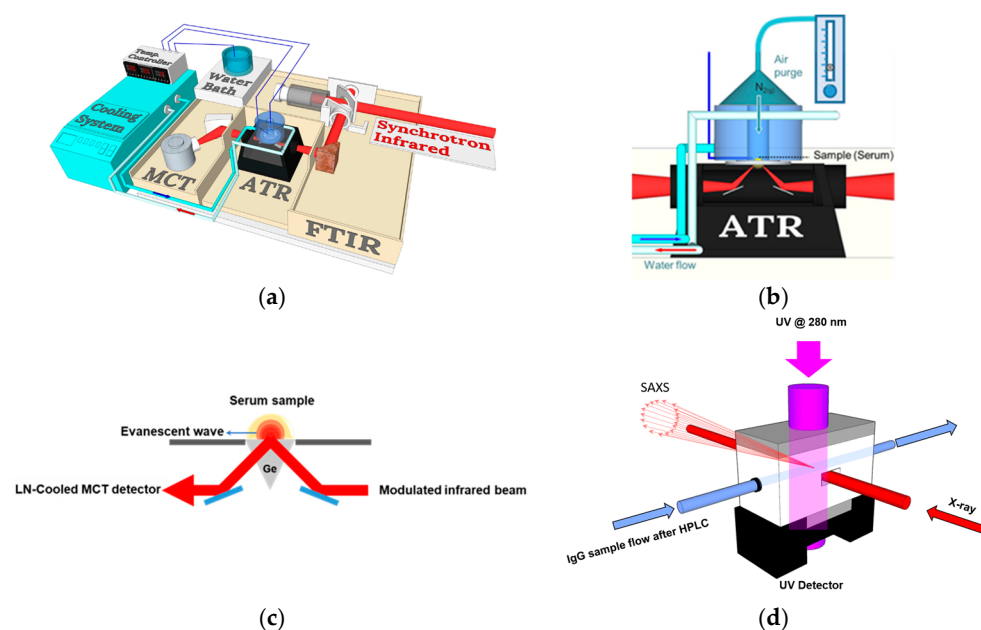 Temp.
Controller
Water
Bath
Cooling
System
Synchrotron
Infrared
MCT
ATR
FTIR
(a)
Air
purge
N2(g)
Sample (Serum)
ATR
Water flow
(b)
Serum sample
Evanescent wave
Ge
LN-Cooled MCT detector
Modulated infrared beam
(c)
UV @ 280 nm
SAXS
X-ray
IgG sample flow after HPLC
UV Detector
(d)